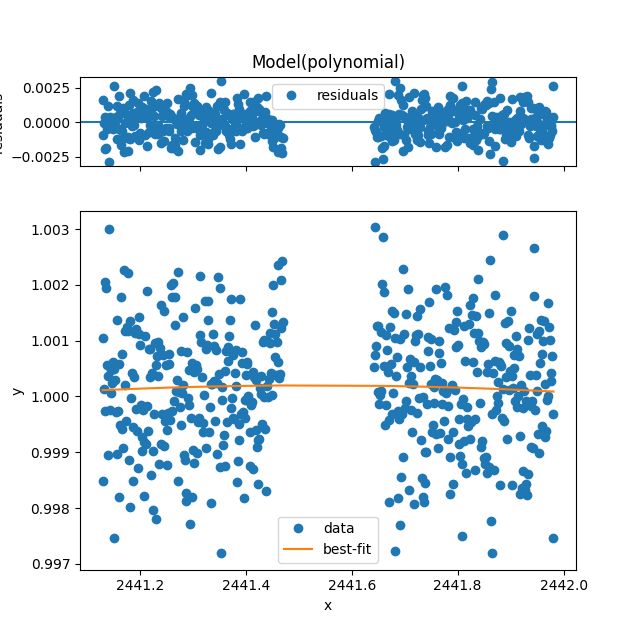 Model(polynomial)
0.0025
0.0000
−0.0025
residuals
residuals
1.003
1.002
1.001
1.000
0.999
0.998
0.997
y
data
best-fit
2441.2
2441.4
2441.6
2441.8
2442.0
x